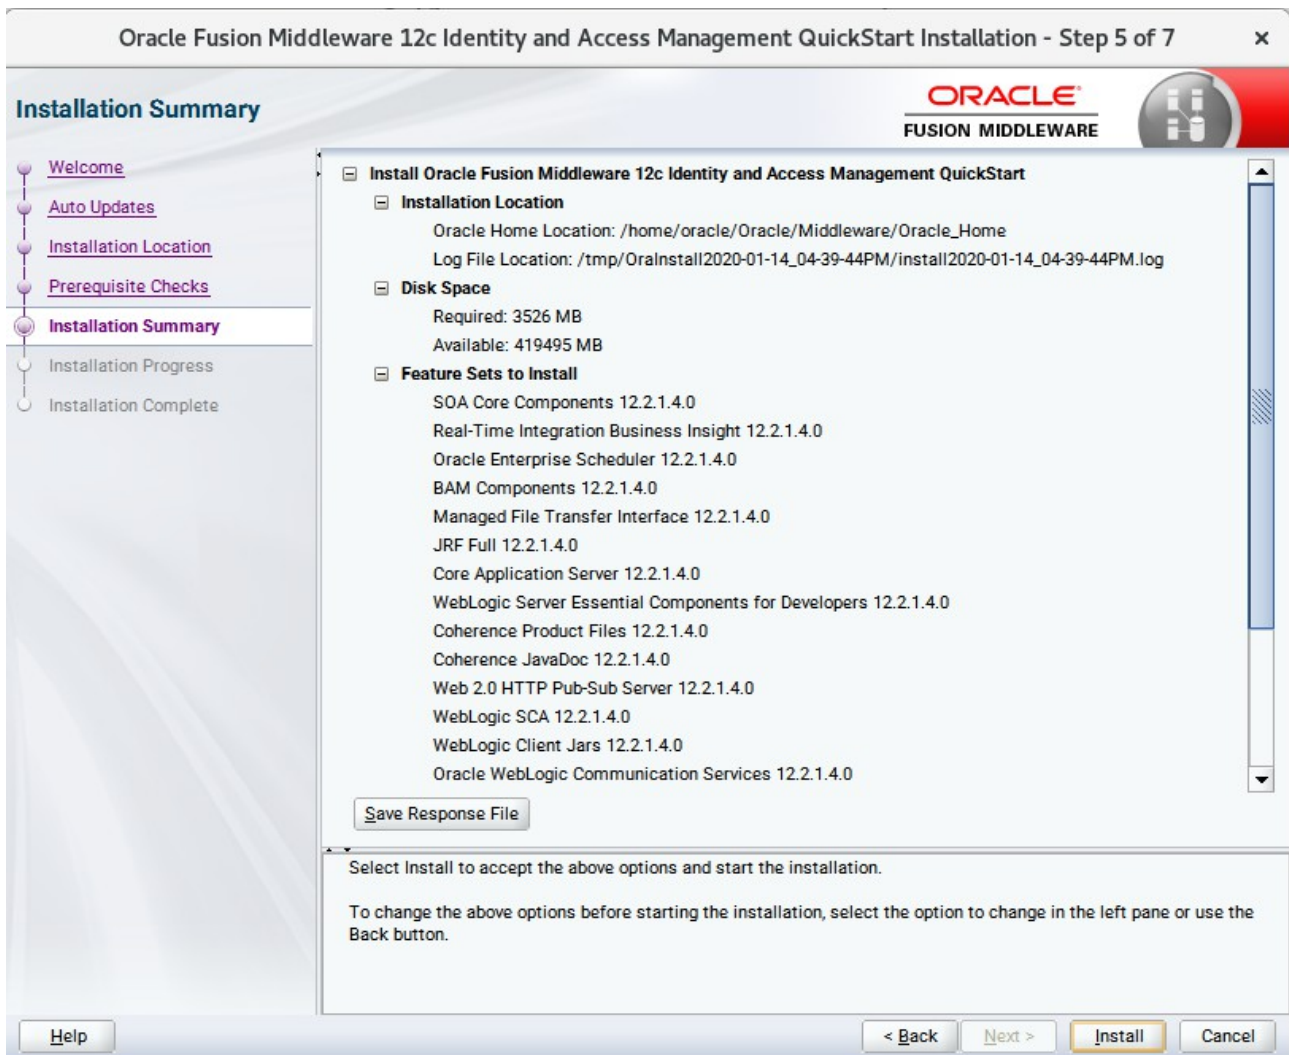 Oracle Fusion Middleware 12c Identity and Access Management QuickStart Installation - Step 5 of 7
Installation Summary
ORACLE
FUSION MIDDLEWARE
Welcome
Auto Updates
Installation Location
Prerequisite Checks
Installation Summary
Installation Progress
Installation Complete
Install Oracle Fusion Middleware 12c Identity and Access Management QuickStart
Installation Location
Oracle Home Location: /home/oracle/Oracle/Middleware/Oracle_Home
Log File Location: /tmp/OraInstall2020-01-14_04-39-44PM/install2020-01-14_04-39-44PM.log
Disk Space
Required: 3526 MB
Available: 419495 MB
Feature Sets to Install
SOA Core Components 12.2.1.4.0
Real-Time Integration Business Insight 12.2.1.4.0
Oracle Enterprise Scheduler 12.2.1.4.0
BAM Components 12.2.1.4.0
Managed File Transfer Interface 12.2.1.4.0
JRF Full 12.2.1.4.0
Core Application Server 12.2.1.4.0
WebLogic Server Essential Components for Developers 12.2.1.4.0
Coherence Product Files 12.2.1.4.0
Coherence JavaDoc 12.2.1.4.0
Web 2.0 HTTP Pub-Sub Server 12.2.1.4.0
WebLogic SCA 12.2.1.4.0
WebLogic Client Jars 12.2.1.4.0
Oracle WebLogic Communication Services 12.2.1.4.0
Save Response File
Select Install to accept the above options and start the installation.
To change the above options before starting the installation, select the option to change in the left pane or use the
Back button.
Help
< Back
Next >
Install
Cancel